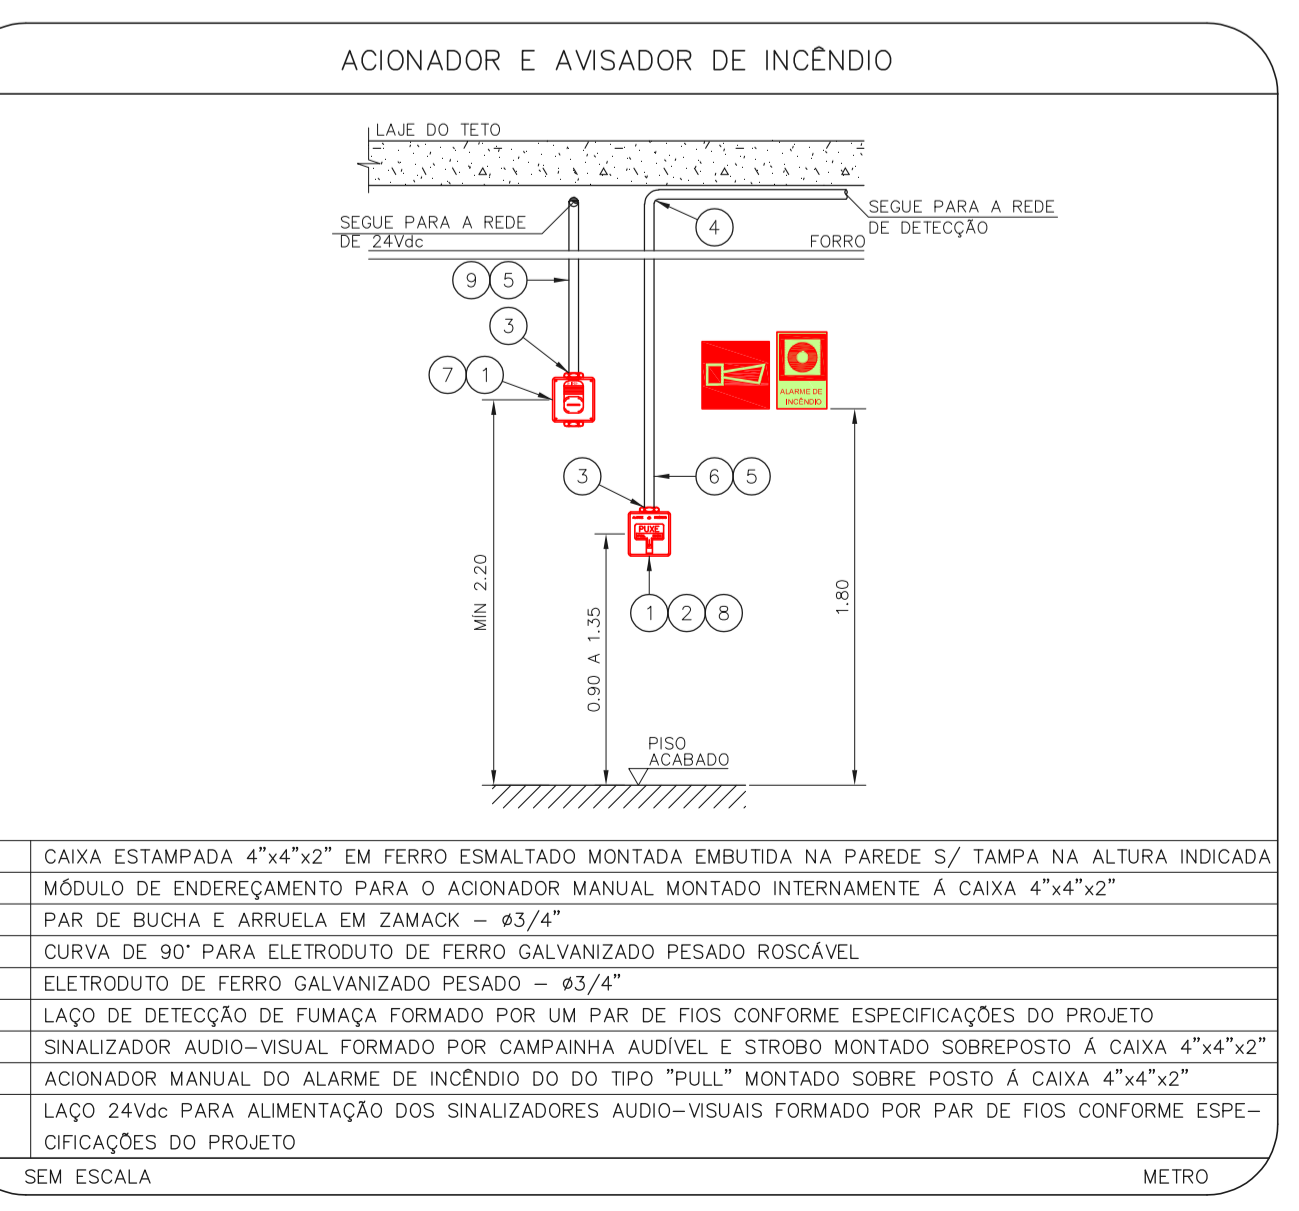 ACIONADOR E AVISADOR DE INCÊNDIO
LAJE DO TETO
SEGUE PARA A REDE
DE 24Vdc
SEGUE PARA A REDE
DE DETECÇÃO
4
FORRO
9 5
3
7 1
ALARME DE
INCÊNDIO
3
6 5
PUXE
1 2 8
MÍN 2.20
0.90 A 1.35
1.80
PISO
ACABADO
CAIXA ESTAMPADA 4"x4"x2" EM FERRO ESMALTADO MONTADA EMBUTIDA NA PAREDE S/ TAMPA NA ALTURA INDICADA
MÓDULO DE ENDEREÇAMENTO PARA O ACIONADOR MANUAL MONTADO INTERNAMENTE Á CAIXA 4"x4"x2"
PAR DE BUCHA E ARRUELA EM ZAMACK – ø3/4"
CURVA DE 90° PARA ELETRODUTO DE FERRO GALVANIZADO PESADO ROSCÁVEL
ELETRODUTO DE FERRO GALVANIZADO PESADO – ø3/4"
LAÇO DE DETECÇÃO DE FUMAÇA FORMADO POR UM PAR DE FIOS CONFORME ESPECIFICAÇÕES DO PROJETO
SINALIZADOR AUDIO–VISUAL FORMADO POR CAMPAINHA AUDÍVEL E STROBO MONTADO SOBREPOSTO Á CAIXA 4"x4"x2"
ACIONADOR MANUAL DO ALARME DE INCÊNDIO DO DO TIPO "PULL" MONTADO SOBRE POSTO Á CAIXA 4"x4"x2"
LAÇO 24Vdc PARA ALIMENTAÇÃO DOS SINALIZADORES AUDIO–VISUAIS FORMADO POR PAR DE FIOS CONFORME ESPE–
CIFICAÇÕES DO PROJETO
SEM ESCALA
METRO